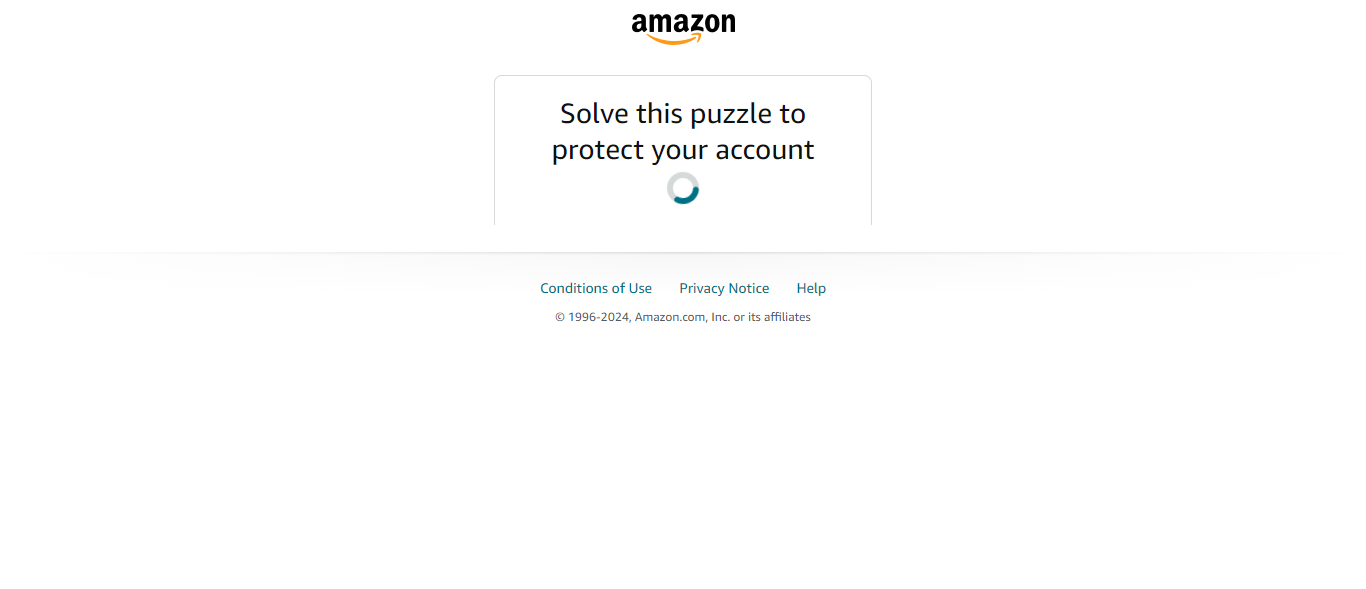 amazon
Solve this puzzle to
protect your account
Conditions of Use Privacy Notice Help
© 1996-2024, Amazon.com, Inc. or its affiliates